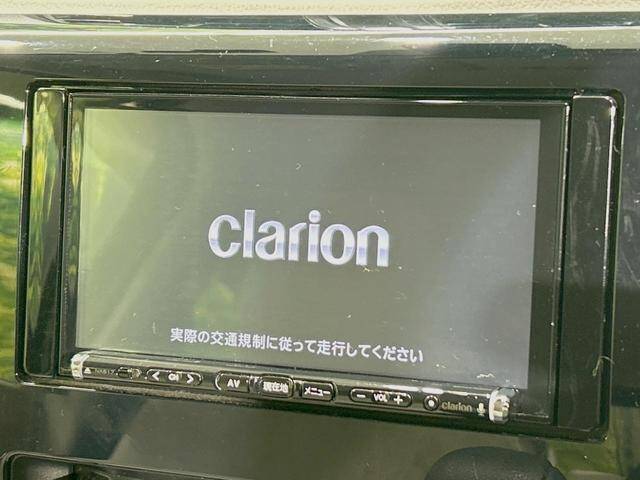 clarion
実際の交通規制に従って走行してください
AV
現在地
メニュー
− VOL +
clarion